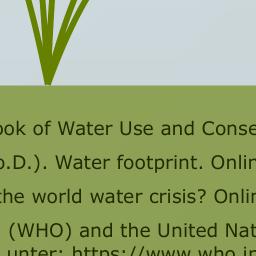 ook of Water Use and Conse
o.D.). Water footprint. Onlin
the world water crisis? Onlin
(WHO) and the United Nat
unter: https://www.who.in